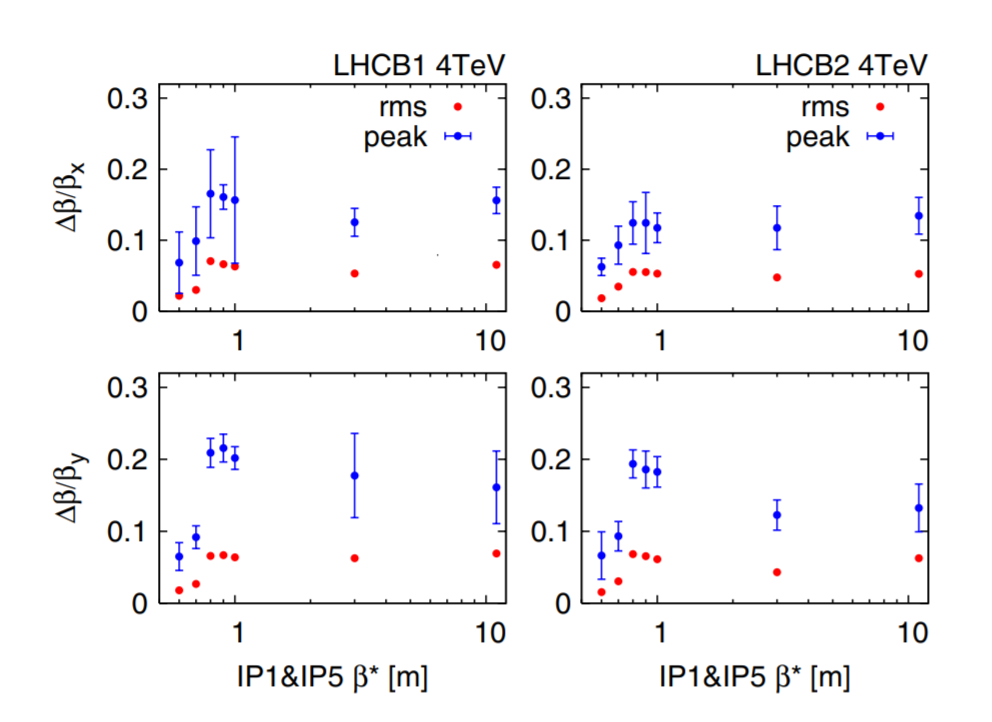 LHCB1 4TeV
0.3
rms
peak
0.2
Δβ/βx
0.1
0
1
10
LHCB2 4TeV
0.3
rms
peak
0.2
0.1
0
1
10
0.3
0.2
Δβ/βy
0.1
0
1
10
IP1&IP5 β* [m]
0.3
0.2
0.1
0
1
10
IP1&IP5 β* [m]